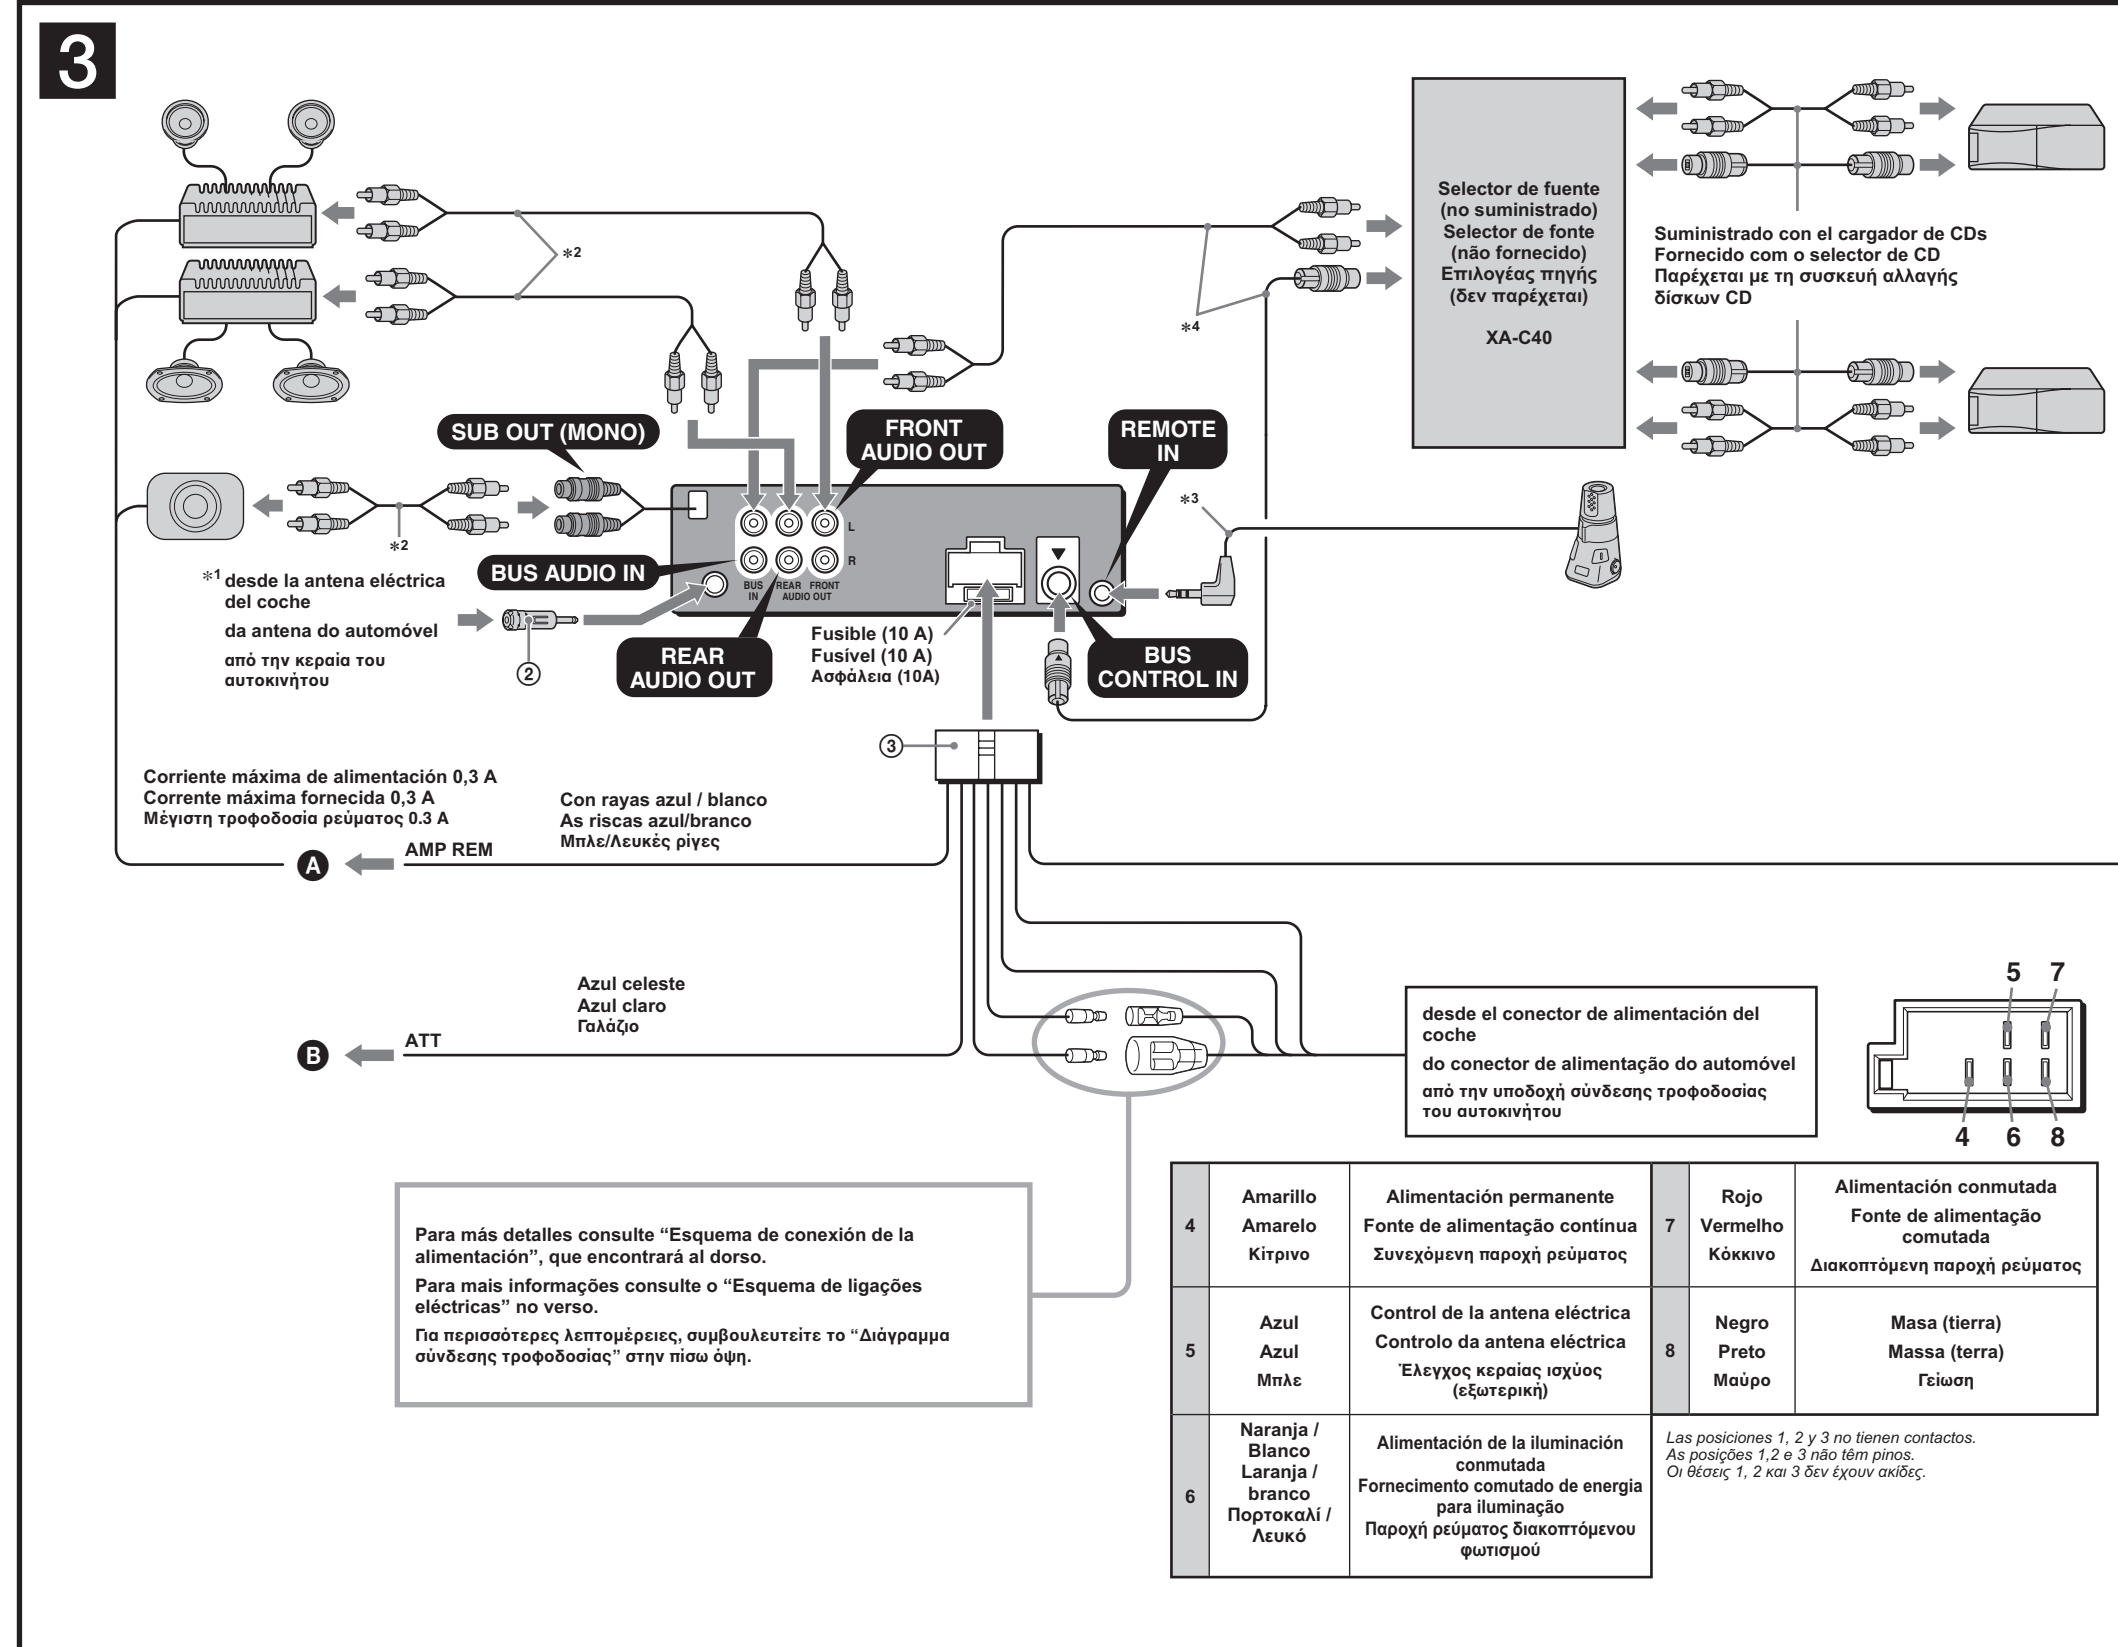 3
*2
SUB OUT (MONO)
FRONT
AUDIO OUT
REMOTE
IN
*4
Selector de fuente
(no suministrado)
Selector de fonte
(não fornecido)
Επιλογέας πηγής
(δεν παρέχεται)
XA-C40
Suministrado con el cargador de CDs
Fornecido com o selector de CD
Παρέχεται με τη συσκευή αλλαγής
δίσκων CD
*2
*3
BUS AUDIO IN
L
R
BUS
IN
REAR
FRONT
AUDIO OUT
*1 desde la antena eléctrica
del coche
da antena do automóvel
από την κεραία του
αυτοκινήτου
2
REAR
AUDIO OUT
Fusible (10 A)
Fusível (10 A)
Ασφάλεια (10A)
BUS
CONTROL IN
3
Corriente máxima de alimentación 0,3 A
Corrente máxima fornecida 0,3 A
Μέγιστη τροφοδοσία ρεύματος 0.3 A
Con rayas azul / blanco
As riscas azul/branco
Μπλε/Λευκές ρίγες
A
AMP REM
Azul celeste
Azul claro
Γαλάζιο
B
ATT
desde el conector de alimentación del
coche
do conector de alimentação do automóvel
από την υποδοχή σύνδεσης τροφοδοσίας
του αυτοκινήτου
5 7
4 6 8
Para más detalles consulte “Esquema de conexión de la
alimentación”, que encontrará al dorso.
Para mais informações consulte o “Esquema de ligações
eléctricas” no verso.
Για περισσότερες λεπτομέρειες, συμβουλευτείτε το “Διάγραμμα
σύνδεσης τροφοδοσίας” στην πίσω όψη.
4
Amarillo
Amarelo
Κίτρινο
Alimentación permanente
Fonte de alimentação contínua
Συνεχόμενη παροχή ρεύματος
7
Rojo
Vermelho
Κόκκινο
Alimentación conmutada
Fonte de alimentação
comutada
Διακοπτόμενη παροχή ρεύματος
5
Azul
Azul
Μπλε
Control de la antena eléctrica
Controlo da antena eléctrica
Έλεγχος κεραίας ισχύος
(εξωτερική)
8
Negro
Preto
Μαύρο
Masa (tierra)
Massa (terra)
Γείωση
6
Naranja /
Blanco
Laranja /
branco
Πορτοκαλί /
Λευκό
Alimentación de la iluminación
conmutada
Fornecimento comutado de energia
para iluminação
Παροχή ρεύματος διακοπτόμενου
φωτισμού
Las posiciones 1, 2 y 3 no tienen contactos.
As posições 1,2 e 3 não têm pinos.
Οι θέσεις 1, 2 και 3 δεν έχουν ακίδες.